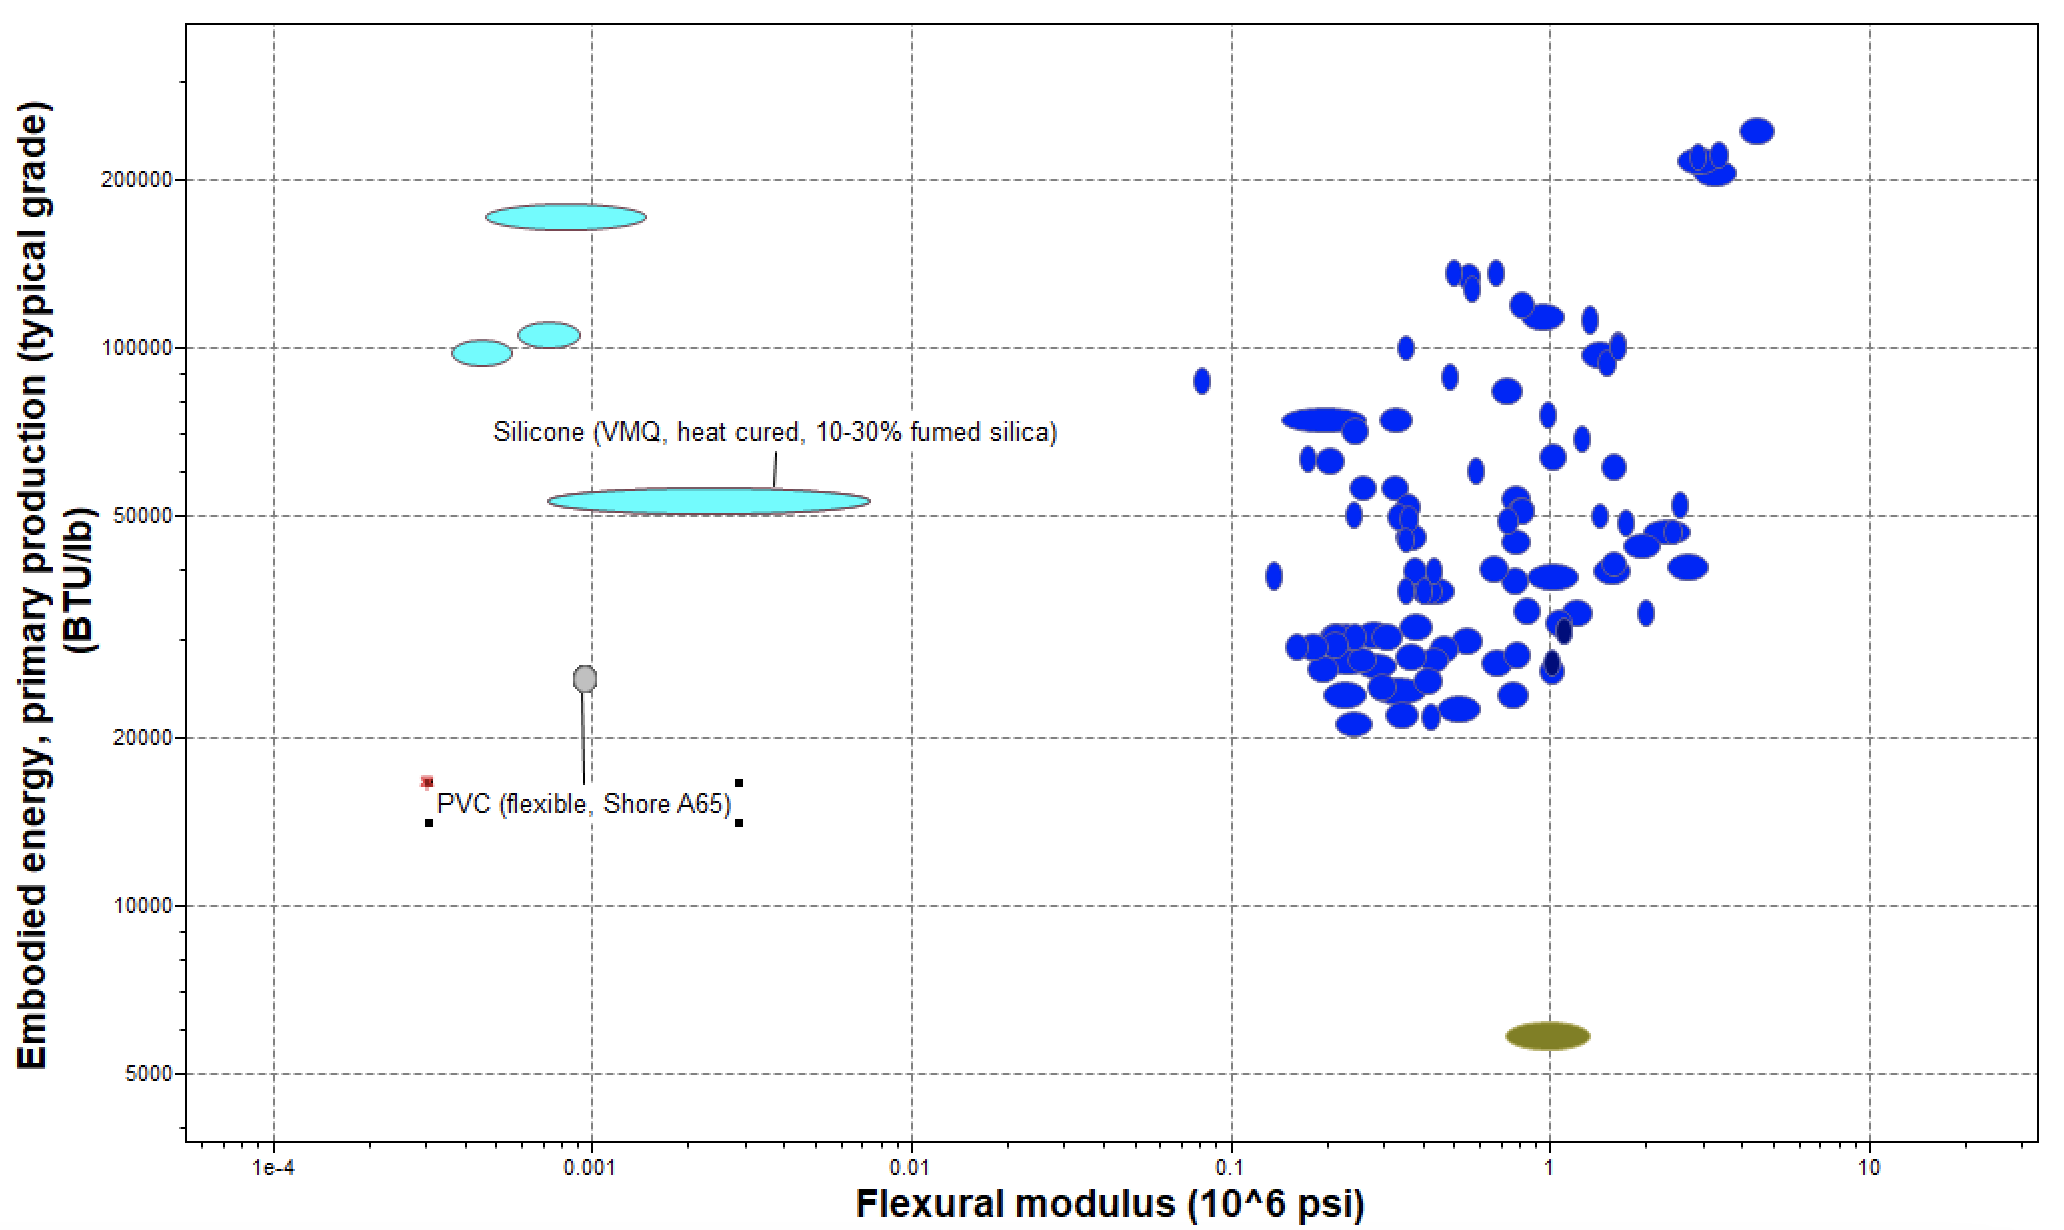 Embodied energy, primary production (typical grade)
(BTU/lb)
200000
100000
50000
20000
10000
5000
Silicone (VMQ, heat cured, 10-30% fumed silica)
PVC (flexible, Shore A65)
1e-4
0.001
0.01
0.1
1
10
Flexural modulus (10^6 psi)